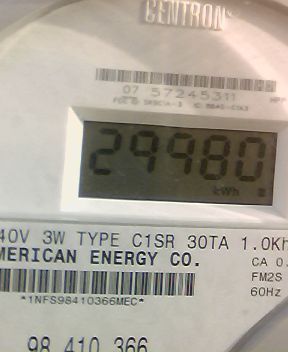 CENTRON
07 57245311
29980
kWh
40V 3W TYPE C1SR 30TA 1.0Kh
MERICAN ENERGY CO.
CA 0.
FM2S
60Hz
*1NFS98410366MEC*
98 410 366